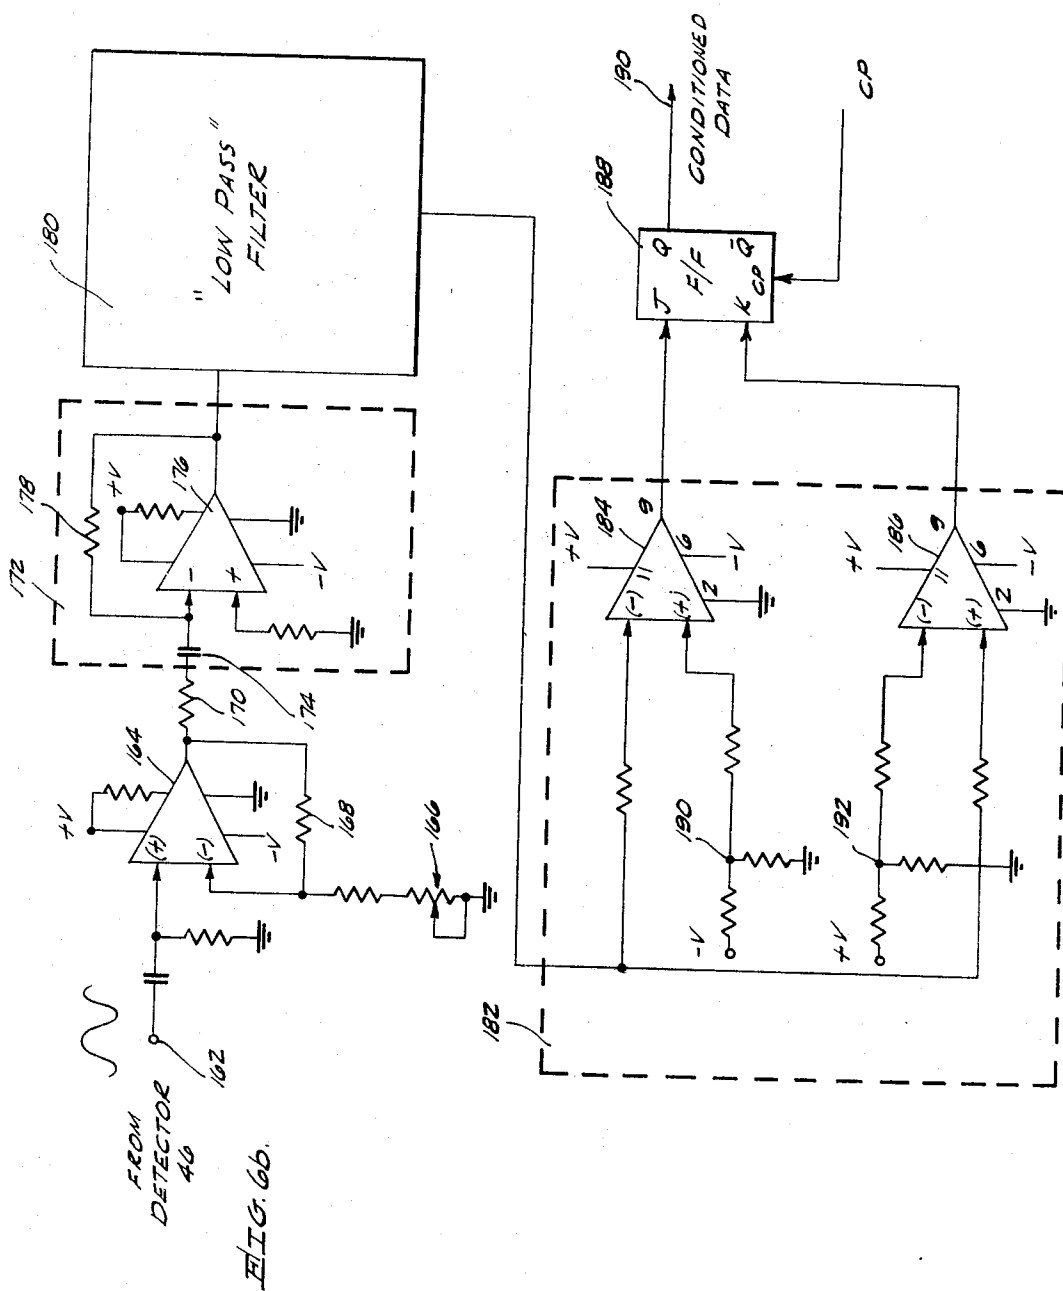 FROM
DETECTOR
46
162
+V
164
(+)
(-)
-V
168
166
170
174
172
178
+V
176
-
+
-V
180
"LOW PASS"
FILTER
182
-V
190
+V
192
+V
184
(-)
11
9
(+)
6
2
-V
+V
186
(-)
11
9
(+)
6
2
-V
188
J Q
F/F
K CP Q̄
190
CONDITIONED
DATA
CP
FIG. 6b.